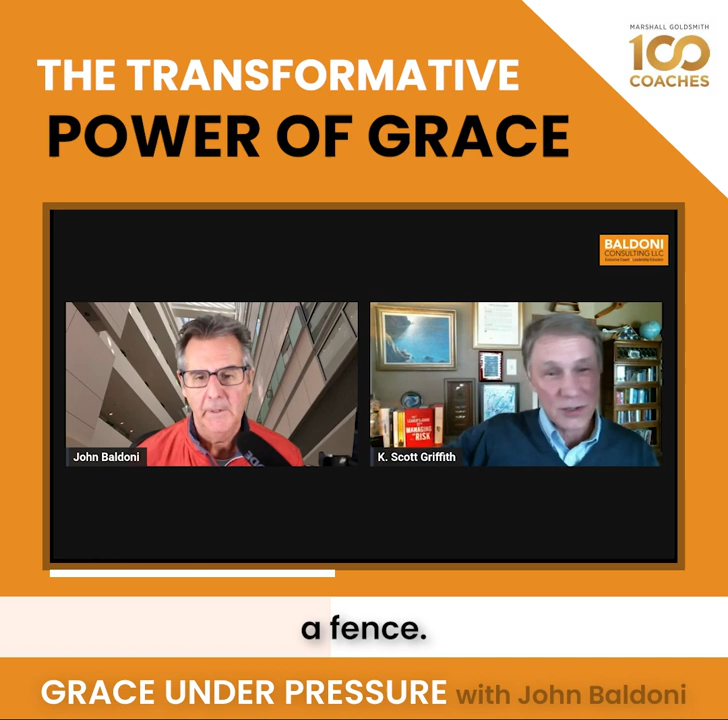 MARSHALL GOLDSMITH
100
COACHES
THE TRANSFORMATIVE
POWER OF GRACE
BALDONI
CONSULTING LLC
John Baldoni
K. Scott Griffith
MANAGING
RISK
a fence.
GRACE UNDER PRESSURE with John Baldoni